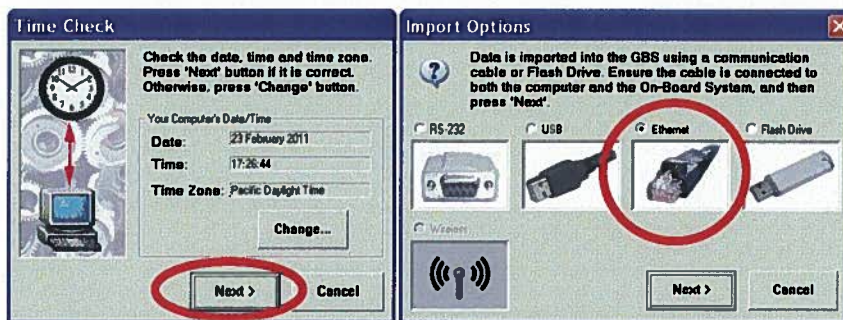 Time Check
Check the date, time and time zone.
Press 'Next' button if it is correct.
Otherwise, press 'Change' button.
Your Computer's Date/Time
Date: 23 February 2011
Time: 17:26:44
Time Zone: Pacific Daylight Time
Change...
Next >
Cancel
Import Options
Data is imported into the GBS using a communication
cable or Flash Drive. Ensure the cable is connected to
both the computer and the On-Board System, and then
press 'Next'.
RS-232
USB
Ethernet
Flash Drive
Wireless
Next >
Cancel